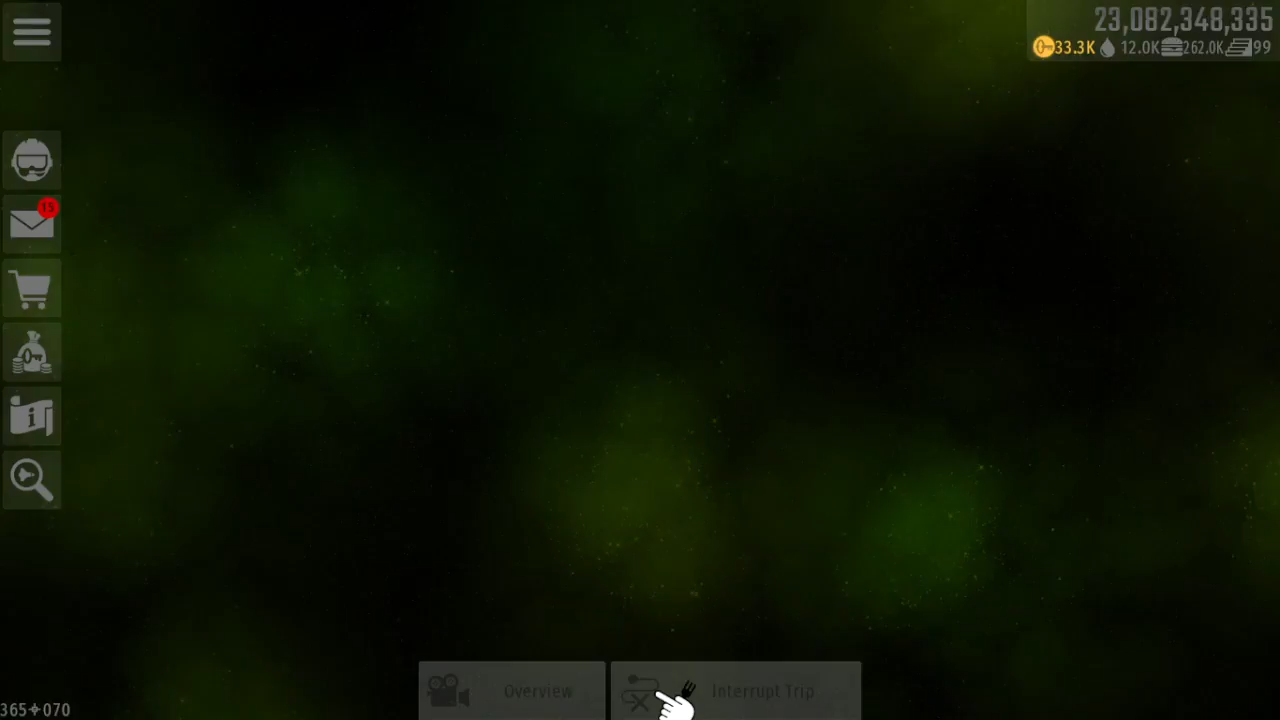 23,082,348,335
33.3K 12.0K 262.0K 99
15
i
Overview
Interrupt Trip
365 070